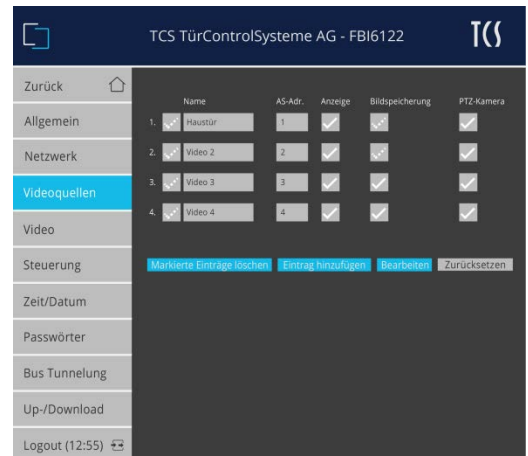 TCS TürControlSysteme AG - FBI6122
TCS
Zurück
Allgemein
Netzwerk
Videoquellen
Video
Steuerung
Zeit/Datum
Passwörter
Bus Tunnelung
Up-/Download
Logout (12:55)
Name AS-Adr. Anzeige Bildspeicherung PTZ-Kamera
1. Haustür 1
2. Video 2 2
3. Video 3 3
4. Video 4 4
Markierte Einträge löschen Eintrag hinzufügen Bearbeiten Zurücksetzen